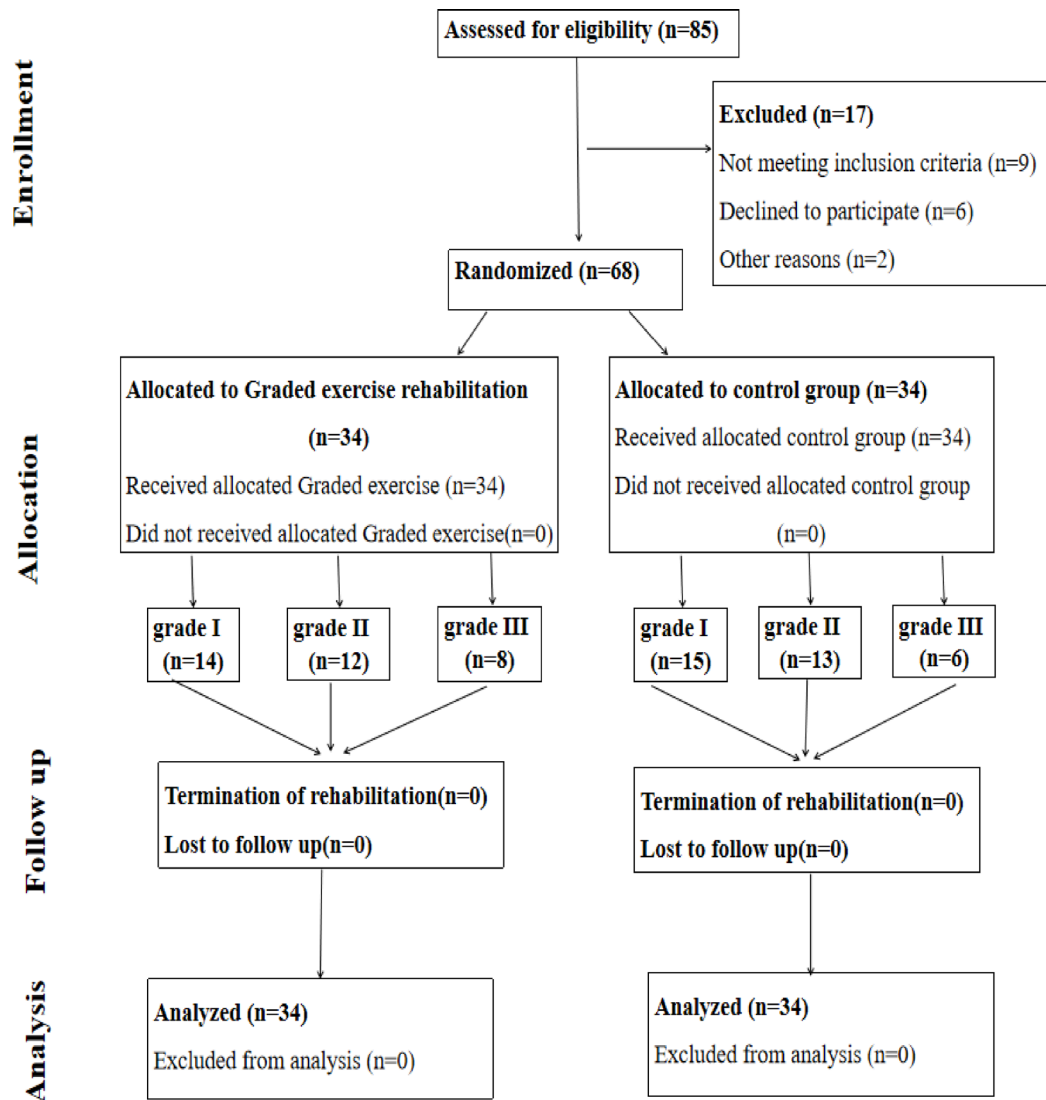 Enrollment
Assessed for eligibility (n=85)
Excluded (n=17)
Not meeting inclusion criteria (n=9)
Declined to participate (n=6)
Other reasons (n=2)
Randomized (n=68)
Allocation
Allocated to Graded exercise rehabilitation
(n=34)
Received allocated Graded exercise (n=34)
Did not received allocated Graded exercise(n=0)
Allocated to control group (n=34)
Received allocated control group (n=34)
Did not received allocated control group
(n=0)
grade I
(n=14)
grade II
(n=12)
grade III
(n=8)
grade I
(n=15)
grade II
(n=13)
grade III
(n=6)
Follow up
Termination of rehabilitation(n=0)
Lost to follow up(n=0)
Termination of rehabilitation(n=0)
Lost to follow up(n=0)
Analysis
Analyzed (n=34)
Excluded from analysis (n=0)
Analyzed (n=34)
Excluded from analysis (n=0)